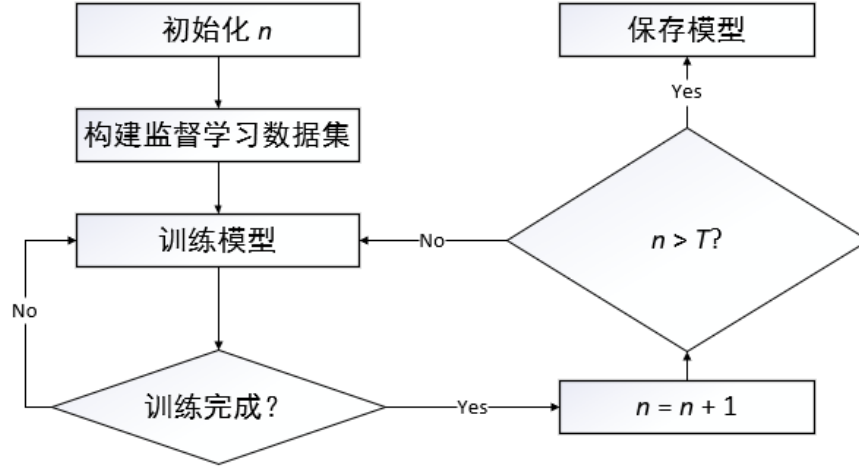 初始化 n
构建监督学习数据集
训练模型
No
训练完成？
Yes
n = n + 1
n > T?
No
Yes
保存模型